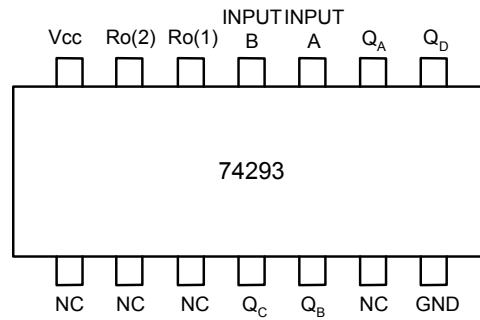 INPUT INPUT
Vcc Ro(2) Ro(1) B A QA QD
74293
NC NC NC QC QB NC GND